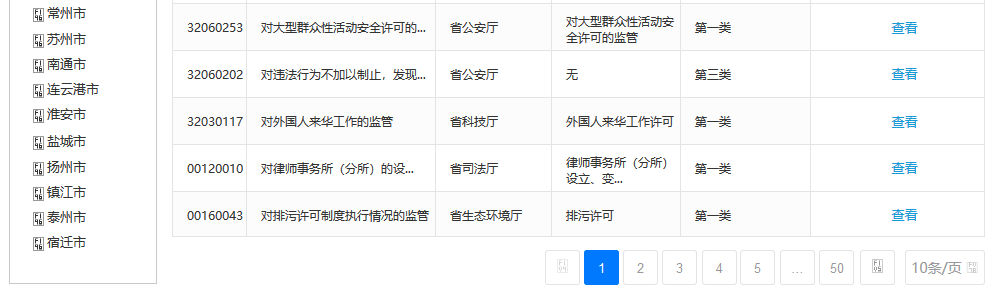 常州市
苏州市
南通市
连云港市
淮安市
盐城市
扬州市
镇江市
泰州市
宿迁市
32060253 对大型群众性活动安全许可的... 省公安厅 对大型群众性活动安全许可的监管 第一类 查看
32060202 对违法行为不加以制止，发现... 省公安厅 无 第三类 查看
32030117 对外国人来华工作的监管 省科技厅 外国人来华工作许可 第一类 查看
00120010 对律师事务所（分所）的设... 省司法厅 律师事务所（分所）设立、变... 第一类 查看
00160043 对排污许可制度执行情况的监管 省生态环境厅 排污许可 第一类 查看
1 2 3 4 5 ... 50 10条/页